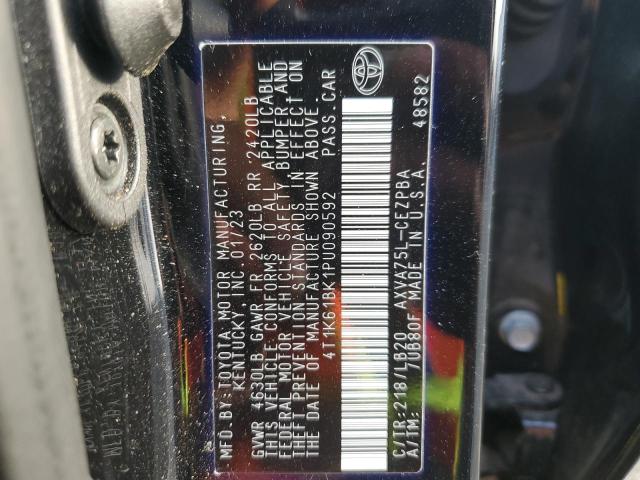 MFD.BY:TOYOTA MOTOR MANUFACTURING,
KENTUCKY, INC. 01/23
GVWR 4630LB GAWR FR 2620LB RR 2420LB
THIS VEHICLE CONFORMS TO ALL APPLICABLE
FEDERAL MOTOR VEHICLE SAFETY, BUMPER AND
THEFT PREVENTION STANDARDS IN EFFECT ON
THE DATE OF MANUFACTURE SHOWN ABOVE.
4T1K61BK1PU090592 PASS. CAR
C/TR:218/LB20 AXVA75L-CEZPBA
A/TM: 7UB80F MADE IN U.S.A. 48582